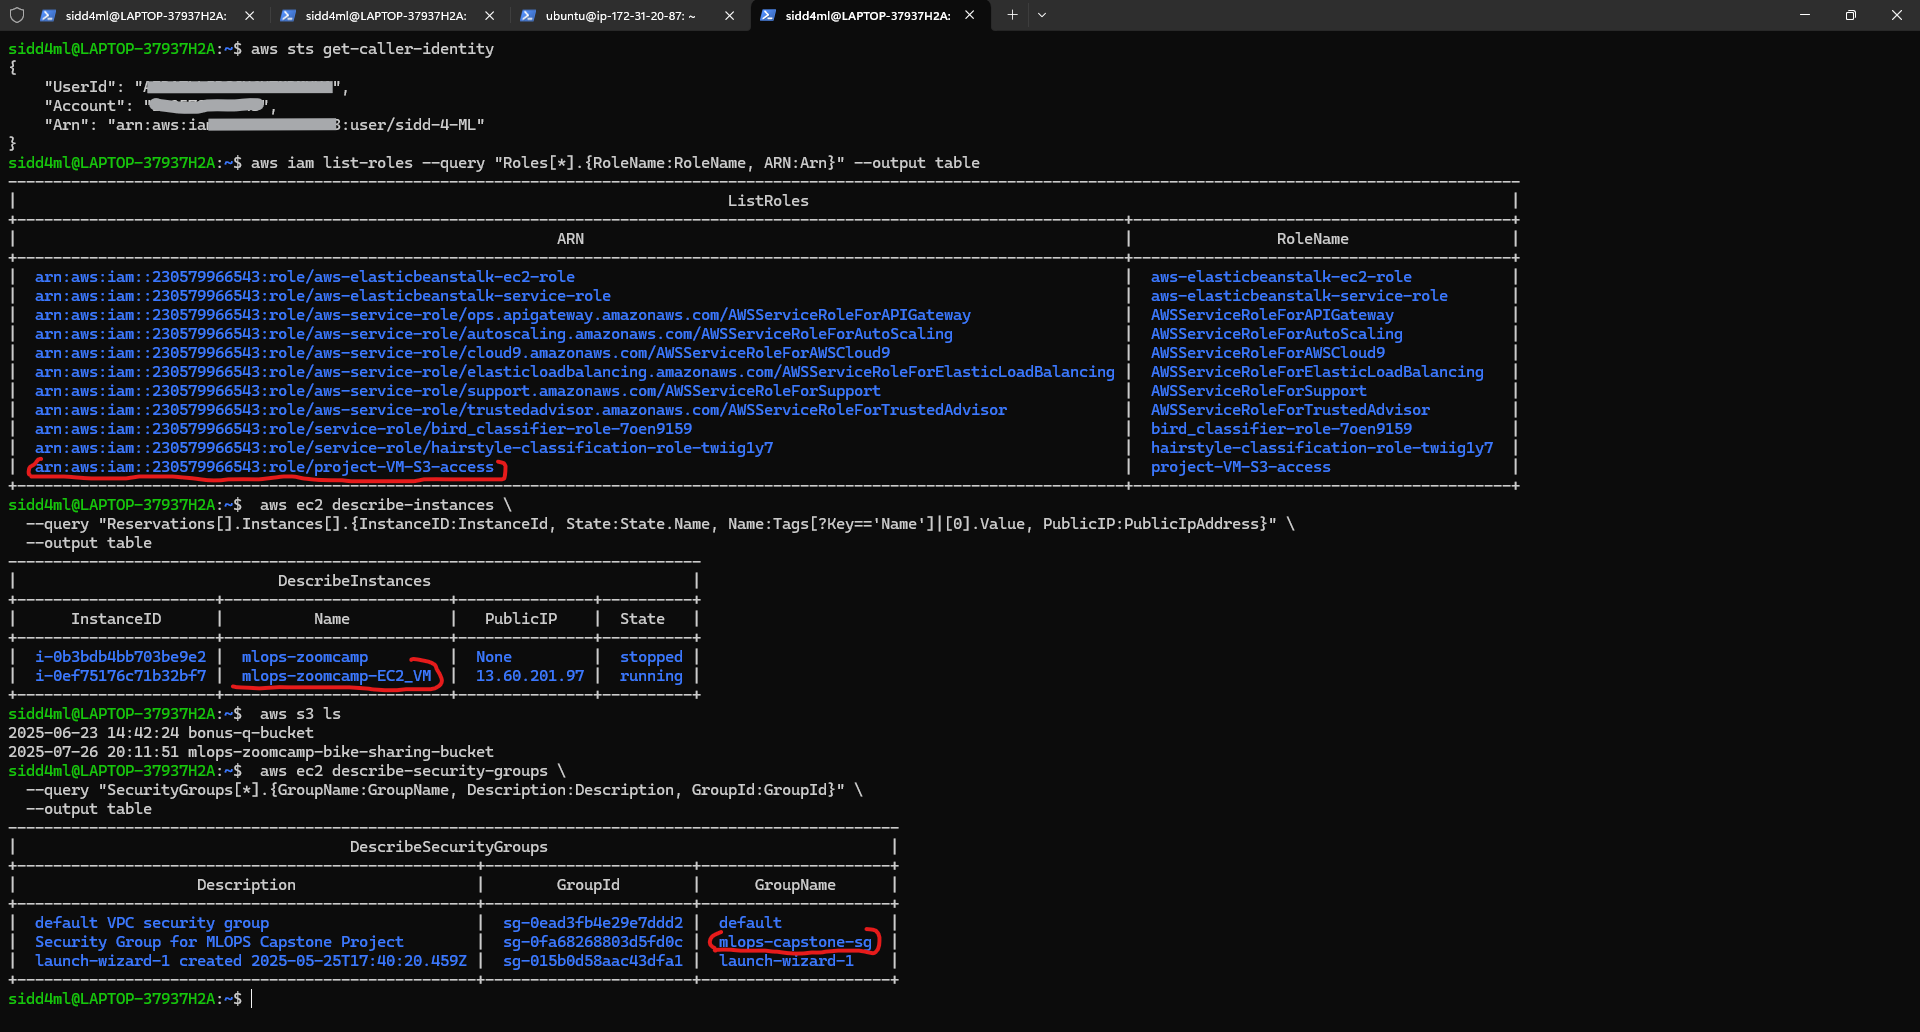 sidd4ml@LAPTOP-37937H2A: sidd4ml@LAPTOP-37937H2A: ubuntu@ip-172-31-20-87: ~ sidd4ml@LAPTOP-37937H2A:
sidd4ml@LAPTOP-37937H2A:~$ aws sts get-caller-identity
{
"UserId": "",
"Account": "",
"Arn": "arn:aws:ia:user/sidd-4-ML"
}
sidd4ml@LAPTOP-37937H2A:~$ aws iam list-roles --query "Roles[*].{RoleName:RoleName, ARN:Arn}" --output table
ListRoles
ARN RoleName
arn:aws:iam::230579966543:role/aws-elasticbeanstalk-ec2-role aws-elasticbeanstalk-ec2-role
arn:aws:iam::230579966543:role/aws-elasticbeanstalk-service-role aws-elasticbeanstalk-service-role
arn:aws:iam::230579966543:role/aws-service-role/ops.apigateway.amazonaws.com/AWSServiceRoleForAPIGateway AWSServiceRoleForAPIGateway
arn:aws:iam::230579966543:role/aws-service-role/autoscaling.amazonaws.com/AWSServiceRoleForAutoScaling AWSServiceRoleForAutoScaling
arn:aws:iam::230579966543:role/aws-service-role/cloud9.amazonaws.com/AWSServiceRoleForAWSCloud9 AWSServiceRoleForAWSCloud9
arn:aws:iam::230579966543:role/aws-service-role/elasticloadbalancing.amazonaws.com/AWSServiceRoleForElasticLoadBalancing AWSServiceRoleForElasticLoadBalancing
arn:aws:iam::230579966543:role/aws-service-role/support.amazonaws.com/AWSServiceRoleForSupport AWSServiceRoleForSupport
arn:aws:iam::230579966543:role/aws-service-role/trustedadvisor.amazonaws.com/AWSServiceRoleForTrustedAdvisor AWSServiceRoleForTrustedAdvisor
arn:aws:iam::230579966543:role/service-role/bird_classifier-role-7oen9159 bird_classifier-role-7oen9159
arn:aws:iam::230579966543:role/service-role/hairstyle-classification-role-twiig1y7 hairstyle-classification-role-twiig1y7
arn:aws:iam::230579966543:role/project-VM-S3-access project-VM-S3-access
sidd4ml@LAPTOP-37937H2A:~$ aws ec2 describe-instances \
--query "Reservations[].Instances[].{InstanceID:InstanceId, State:State.Name, Name:Tags[?Key=='Name']|[0].Value, PublicIP:PublicIpAddress}" \
--output table
DescribeInstances
InstanceID Name PublicIP State
i-0b3bdb4bb703be9e2 mlops-zoomcamp None stopped
i-0ef75176c71b32bf7 mlops-zoomcamp-EC2_VM 13.60.201.97 running
sidd4ml@LAPTOP-37937H2A:~$ aws s3 ls
2025-06-23 14:42:24 bonus-q-bucket
2025-07-26 20:11:51 mlops-zoomcamp-bike-sharing-bucket
sidd4ml@LAPTOP-37937H2A:~$ aws ec2 describe-security-groups \
--query "SecurityGroups[*].{GroupName:GroupName, Description:Description, GroupId:GroupId}" \
--output table
DescribeSecurityGroups
Description GroupId GroupName
default VPC security group sg-0ead3fb4e29e7ddd2 default
Security Group for MLOPS Capstone Project sg-0fa68268803d5fd0c mlops-capstone-sg
launch-wizard-1 created 2025-05-25T17:40:20.459Z sg-015b0d58aac43dfa1 launch-wizard-1
sidd4ml@LAPTOP-37937H2A:~$